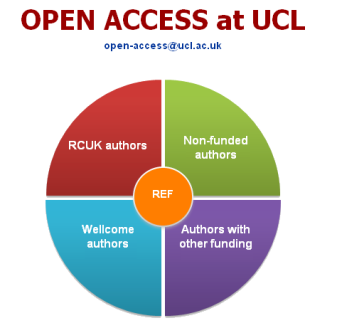 OPEN ACCESS at UCL
open-access@ucl.ac.uk
RCUK authors
Non-funded
authors
REF
Wellcome
authors
Authors with
other funding